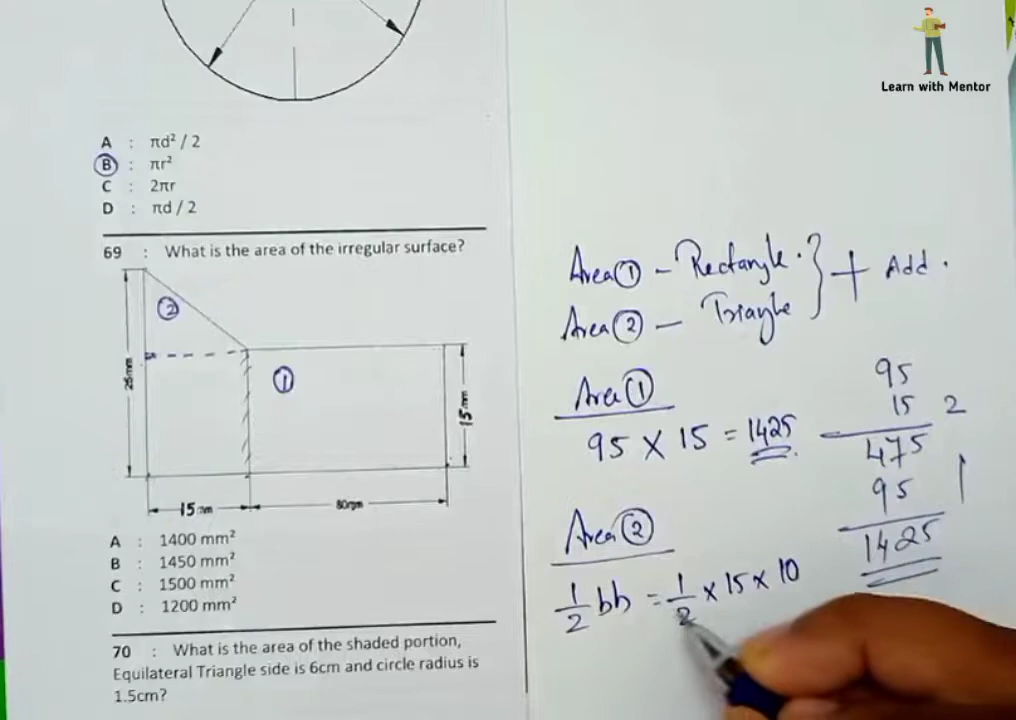 Learn with Mentor
A : πd² / 2
B : πr²
C : 2πr
D : πd / 2
69 : What is the area of the irregular surface?
②
①
25mm
15mm
15mm
80mm
A : 1400 mm²
B : 1450 mm²
C : 1500 mm²
D : 1200 mm²
70 : What is the area of the shaded portion,
Equilateral Triangle side is 6cm and circle radius is
1.5cm?
Area ① - Rectangle. } + Add.
Area ② - Triangle
Area ①
95 × 15 = 1425
95
15 2
475
95 1
1425
Area ②
1/2 bh = 1/2 × 15 × 10